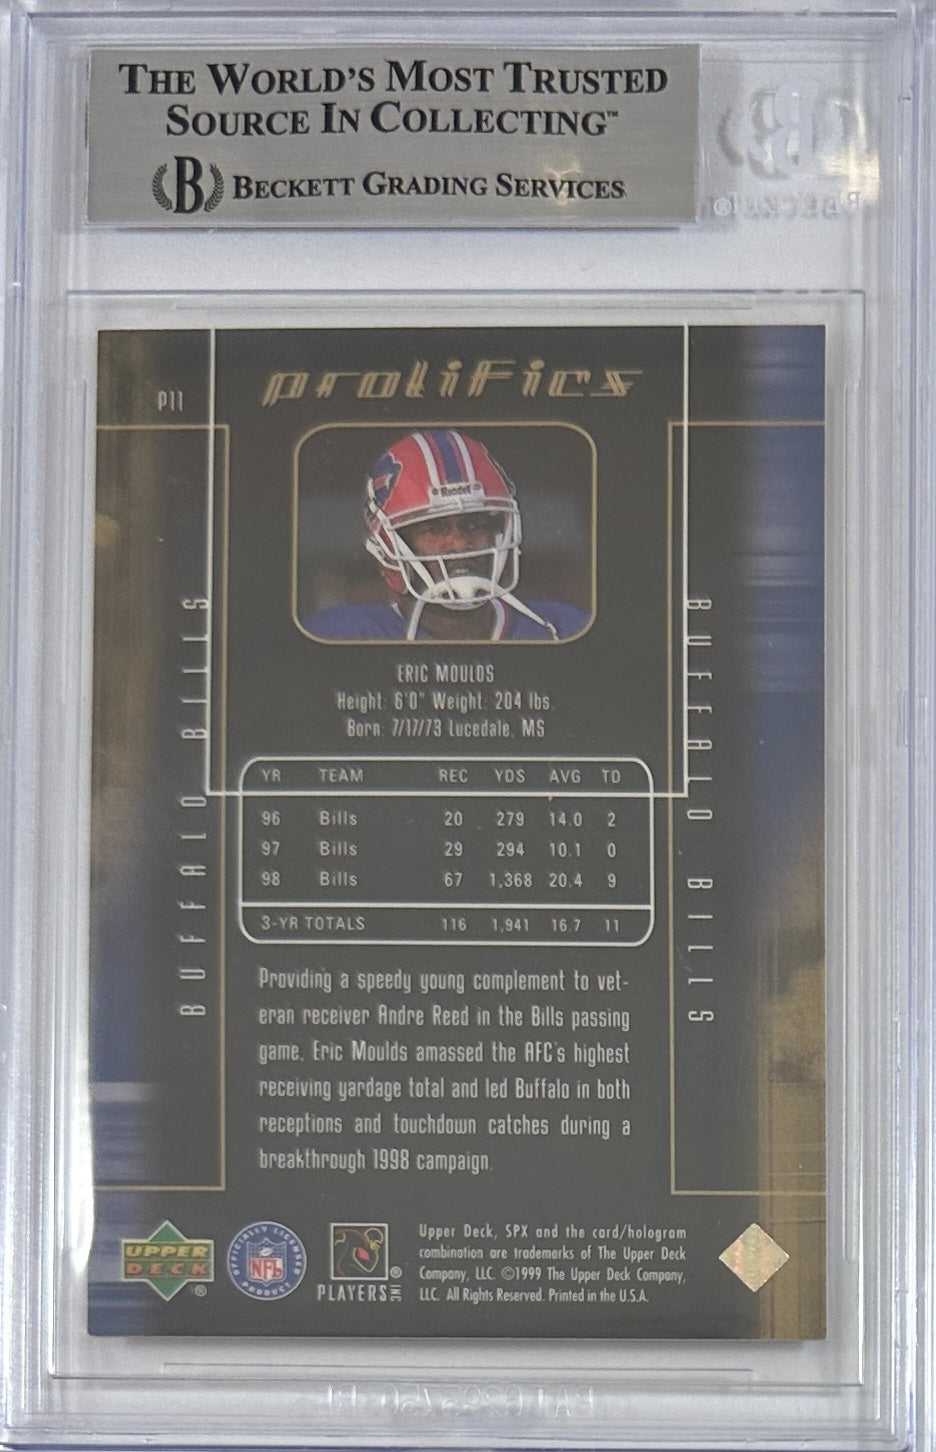 THE WORLD'S MOST TRUSTED
SOURCE IN COLLECTING™
B BECKETT GRADING SERVICES
prolifics
P11
Riddell
ERIC MOULDS
Height: 6'0" Weight: 204 lbs.
Born: 7/17/73 Lucedale, MS
BUFFALO BILLS
BUFFALO BILLS
YR TEAM REC YDS AVG TD
96 Bills 20 279 14.0 2
97 Bills 29 294 10.1 0
98 Bills 67 1,368 20.4 9
3-YR TOTALS 116 1,941 16.7 11
Providing a speedy young complement to vet-
eran receiver Andre Reed in the Bills passing
game, Eric Moulds amassed the AFC's highest
receiving yardage total and led Buffalo in both
receptions and touchdown catches during a
breakthrough 1998 campaign.
UPPER
DECK®
OFFICIALLY LICENSED
NFL
PRODUCT
PLAYERS INC®
Upper Deck, SPX and the card/hologram
combination are trademarks of The Upper Deck
Company, LLC. ©1999 The Upper Deck Company,
LLC. All Rights Reserved. Printed in the U.S.A.